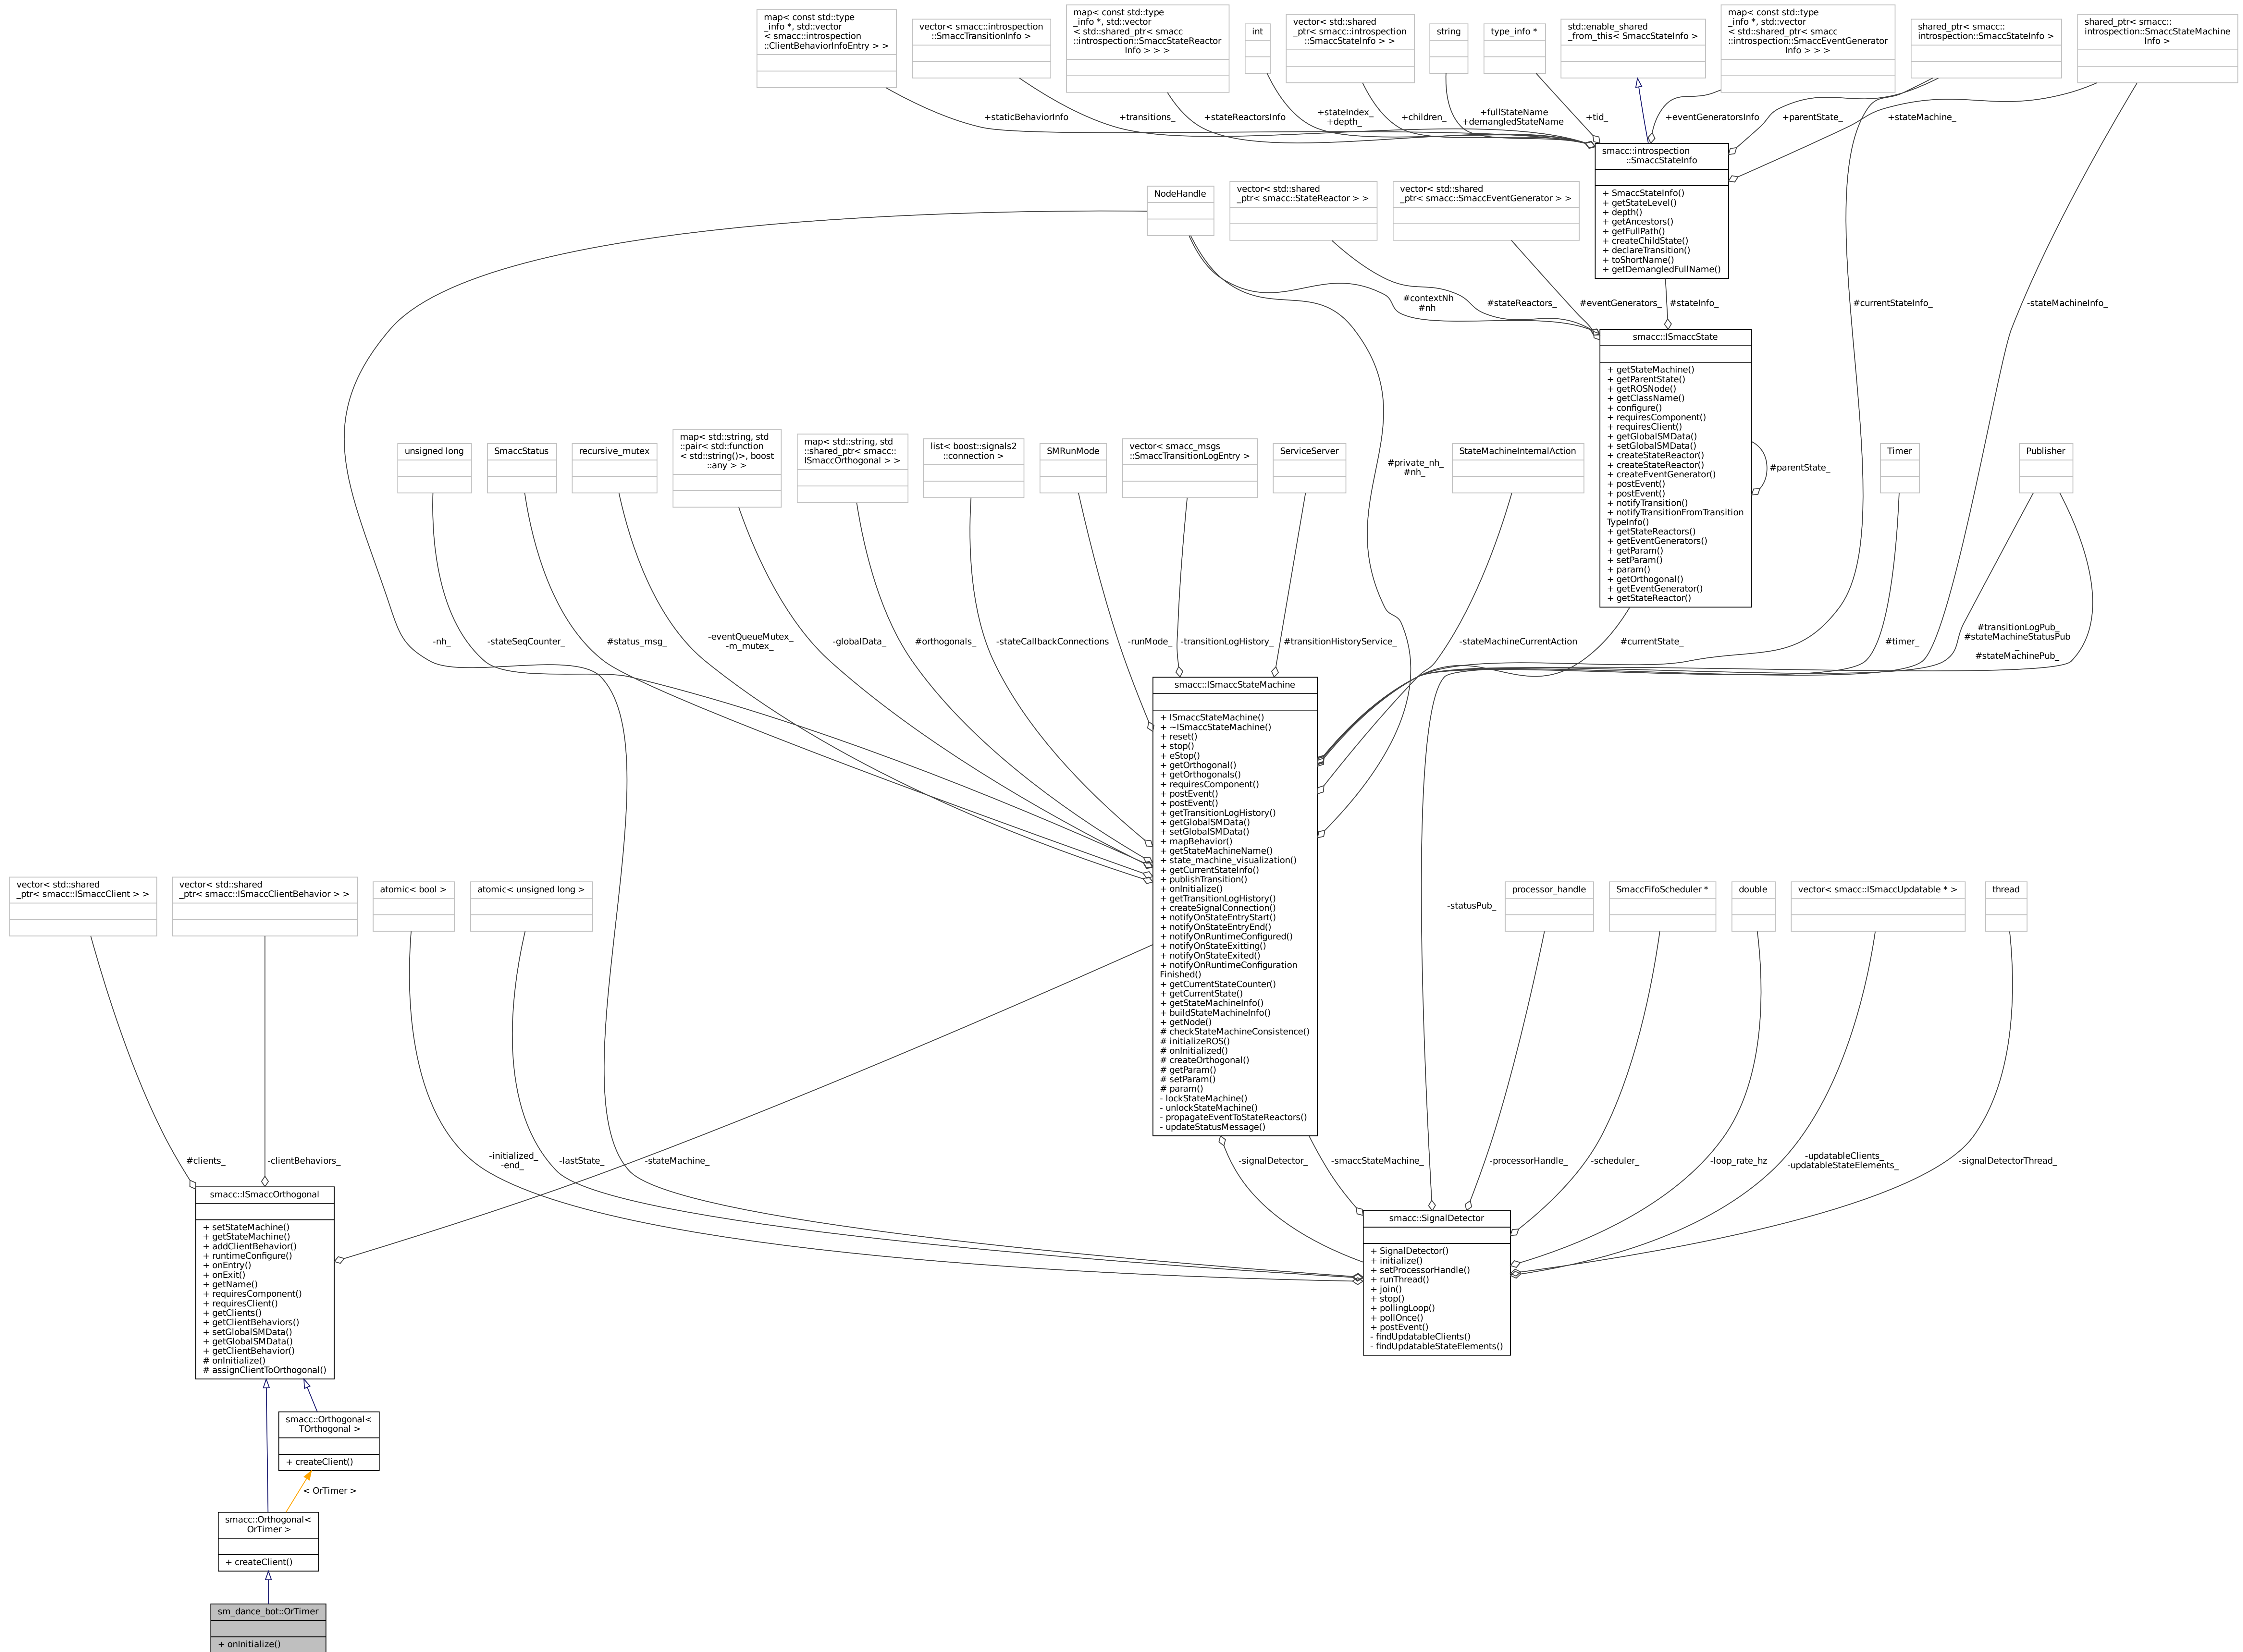 map< const std::type
_info *, std::vector
< smacc::introspection
::ClientBehaviorInfoEntry > >
vector< smacc::introspection
::SmaccTransitionInfo >
map< const std::type
_info *, std::vector
< std::shared_ptr< smacc
::introspection::SmaccStateReactor
Info > > >
int
vector< std::shared
_ptr< smacc::introspection
::SmaccStateInfo > >
string
type_info *
std::enable_shared
_from_this< SmaccStateInfo >
map< const std::type
_info *, std::vector
< std::shared_ptr< smacc
::introspection::SmaccEventGenerator
Info > > >
shared_ptr< smacc::
introspection::SmaccStateInfo >
shared_ptr< smacc::
introspection::SmaccStateMachine
Info >
+staticBehaviorInfo
+transitions_
+stateReactorsInfo
+stateIndex_
+depth_
+children_
+fullStateName
+demangledStateName
+tid_
+eventGeneratorsInfo
+parentState_
+stateMachine_
smacc::introspection
::SmaccStateInfo
+ SmaccStateInfo()
+ getStateLevel()
+ depth()
+ getAncestors()
+ getFullPath()
+ createChildState()
+ declareTransition()
+ toShortName()
+ getDemangledFullName()
NodeHandle
vector< std::shared
_ptr< smacc::StateReactor > >
vector< std::shared
_ptr< smacc::SmaccEventGenerator > >
#contextNh
#nh
#stateReactors_
#eventGenerators_
#stateInfo_
#currentStateInfo_
-stateMachineInfo_
smacc::ISmaccState
+ getStateMachine()
+ getParentState()
+ getROSNode()
+ getClassName()
+ configure()
+ requiresComponent()
+ requiresClient()
+ getGlobalSMData()
+ setGlobalSMData()
+ createStateReactor()
+ createStateReactor()
+ createEventGenerator()
+ postEvent()
+ postEvent()
+ notifyTransition()
+ notifyTransitionFromTransition
TypeInfo()
+ getStateReactors()
+ getEventGenerators()
+ getParam()
+ setParam()
+ param()
+ getOrthogonal()
+ getEventGenerator()
+ getStateReactor()
#parentState_
unsigned long
SmaccStatus
recursive_mutex
map< std::string, std
::pair< std::function
< std::string()>, boost
::any > >
map< std::string, std
::shared_ptr< smacc::
ISmaccOrthogonal > >
list< boost::signals2
::connection >
SMRunMode
vector< smacc_msgs
::SmaccTransitionLogEntry >
ServiceServer
#private_nh_
#nh_
StateMachineInternalAction
Timer
Publisher
-nh_
-stateSeqCounter_
#status_msg_
-eventQueueMutex_
-m_mutex_
-globalData_
#orthogonals_
-stateCallbackConnections
-runMode_
-transitionLogHistory_
#transitionHistoryService_
-stateMachineCurrentAction
#currentState_
#timer_
#transitionLogPub_
#stateMachineStatusPub
_
#stateMachinePub_
smacc::ISmaccStateMachine
+ ISmaccStateMachine()
+ ~ISmaccStateMachine()
+ reset()
+ stop()
+ eStop()
+ getOrthogonal()
+ getOrthogonals()
+ requiresComponent()
+ postEvent()
+ postEvent()
+ getTransitionLogHistory()
+ getGlobalSMData()
+ setGlobalSMData()
+ mapBehavior()
+ getStateMachineName()
+ state_machine_visualization()
+ getCurrentStateInfo()
+ publishTransition()
+ onInitialize()
+ getTransitionLogHistory()
+ createSignalConnection()
+ notifyOnStateEntryStart()
+ notifyOnStateEntryEnd()
+ notifyOnRuntimeConfigured()
+ notifyOnStateExitting()
+ notifyOnStateExited()
+ notifyOnRuntimeConfiguration
Finished()
+ getCurrentStateCounter()
+ getCurrentState()
+ getStateMachineInfo()
+ buildStateMachineInfo()
+ getNode()
# checkStateMachineConsistence()
# initializeROS()
# onInitialized()
# createOrthogonal()
# getParam()
# setParam()
# param()
- lockStateMachine()
- unlockStateMachine()
- propagateEventToStateReactors()
- updateStatusMessage()
vector< std::shared
_ptr< smacc::ISmaccClient > >
vector< std::shared
_ptr< smacc::ISmaccClientBehavior > >
atomic< bool >
atomic< unsigned long >
-statusPub_
processor_handle
SmaccFifoScheduler *
double
vector< smacc::ISmaccUpdatable * >
thread
#clients_
-clientBehaviors_
-initialized_
-end_
-lastState_
-stateMachine_
-signalDetector_
-smaccStateMachine_
-processorHandle_
-scheduler_
-loop_rate_hz
-updatableClients_
-updatableStateElements_
-signalDetectorThread_
smacc::ISmaccOrthogonal
+ setStateMachine()
+ getStateMachine()
+ addClientBehavior()
+ runtimeConfigure()
+ onEntry()
+ onExit()
+ getName()
+ requiresComponent()
+ requiresClient()
+ getClients()
+ getClientBehaviors()
+ setGlobalSMData()
+ getGlobalSMData()
+ getClientBehavior()
# onInitialize()
# assignClientToOrthogonal()
smacc::SignalDetector
+ SignalDetector()
+ initialize()
+ setProcessorHandle()
+ runThread()
+ join()
+ stop()
+ pollingLoop()
+ pollOnce()
+ postEvent()
- findUpdatableClients()
- findUpdatableStateElements()
smacc::Orthogonal<
TOrthogonal >
+ createClient()
< OrTimer >
smacc::Orthogonal<
OrTimer >
+ createClient()
sm_dance_bot::OrTimer
+ onInitialize()